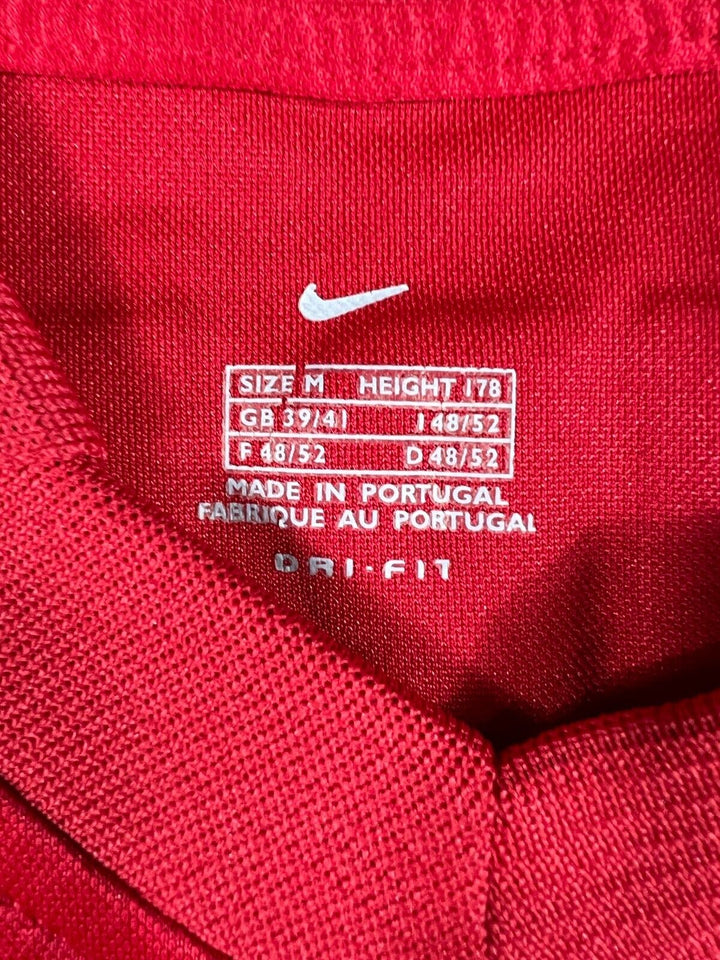 SIZE M HEIGHT 178
GB 39/41 I 48/52
F 48/52 D 48/52
MADE IN PORTUGAL
FABRIQUE AU PORTUGAL
DRI-FIT